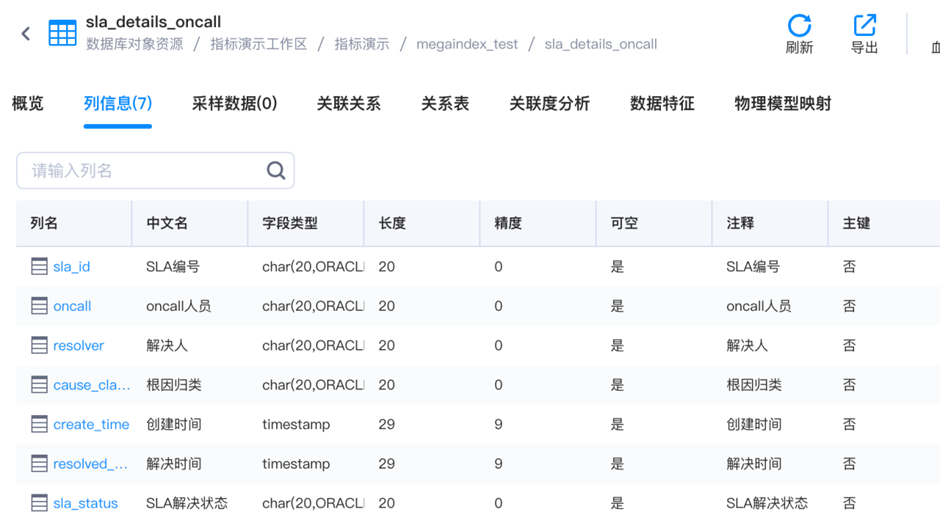 sla_details_oncall
数据库对象资源 / 指标演示工作区 / 指标演示 / megaindex_test / sla_details_oncall
刷新 导出
概览 列信息(7) 采样数据(0) 关联关系 关系表 关联度分析 数据特征 物理模型映射
请输入列名
列名 中文名 字段类型 长度 精度 可空 注释 主键
sla_id SLA编号 char(20,ORACL 20 0 是 SLA编号 否
oncall oncall人员 char(20,ORACL 20 0 是 oncall人员 否
resolver 解决人 char(20,ORACL 20 0 是 解决人 否
cause_cla... 根因归类 char(20,ORACL 20 0 是 根因归类 否
create_time 创建时间 timestamp 29 9 是 创建时间 否
resolved_... 解决时间 timestamp 29 9 是 解决时间 否
sla_status SLA解决状态 char(20,ORACL 20 0 是 SLA解决状态 否